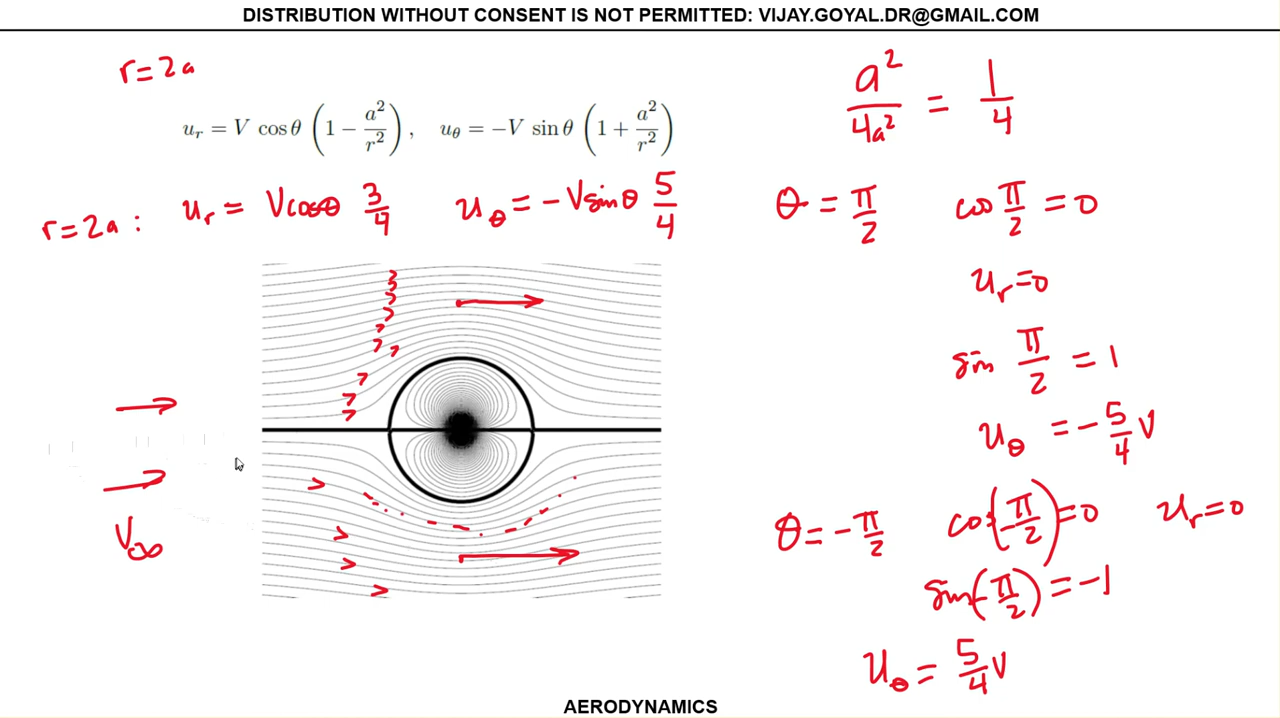 DISTRIBUTION WITHOUT CONSENT IS NOT PERMITTED: VIJAY.GOYAL.DR@GMAIL.COM
r = 2a
u_r = V cos θ (1 − a²/r²), u_θ = −V sin θ (1 + a²/r²)
r = 2a : u_r = V cos θ 3/4 u_θ = − V sin θ 5/4
V∞
a²/4a² = 1/4
θ = π/2 cos π/2 = 0
u_r = 0
sin π/2 = 1
u_θ = − 5/4 V
θ = − π/2 cos(− π/2) = 0 u_r = 0
sin(− π/2) = −1
u_θ = 5/4 V
AERODYNAMICS